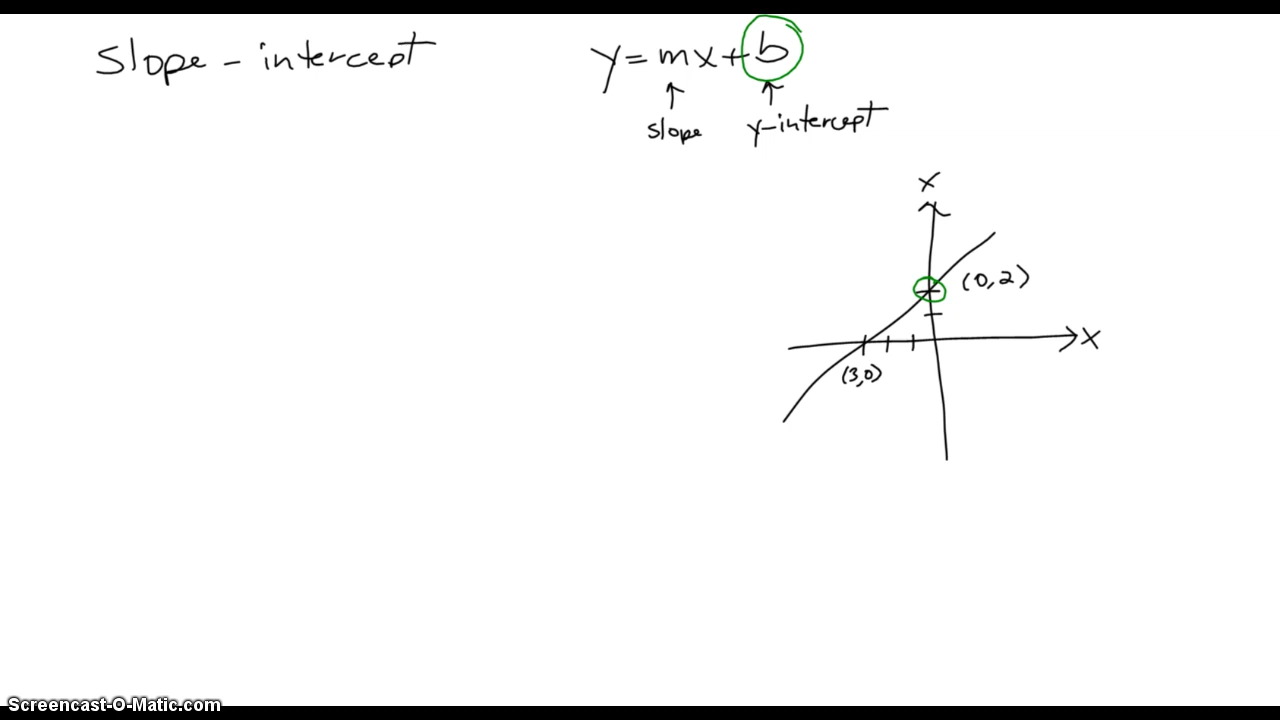 slope - intercept
y = mx + b
slope
y-intercept
x
(0,2)
x
(3,0)
Screencast-O-Matic.com